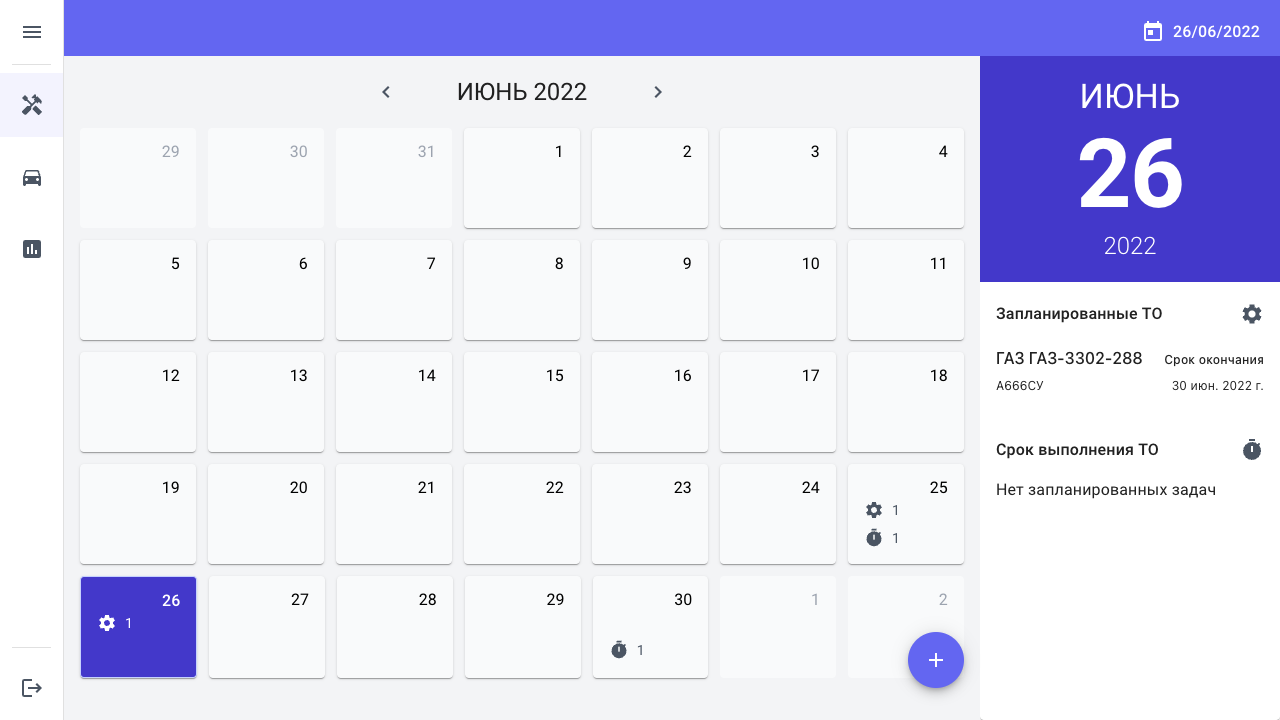 26/06/2022
ИЮНЬ 2022
29 30 31 1 2 3 4
5 6 7 8 9 10 11
12 13 14 15 16 17 18
19 20 21 22 23 24 25
1
1
26 27 28 29 30 1 2
1
1
ИЮНЬ
26
2022
Запланированные ТО
ГАЗ ГАЗ-3302-288 Срок окончания
А666СУ 30 июн. 2022 г.
Срок выполнения ТО
Нет запланированных задач